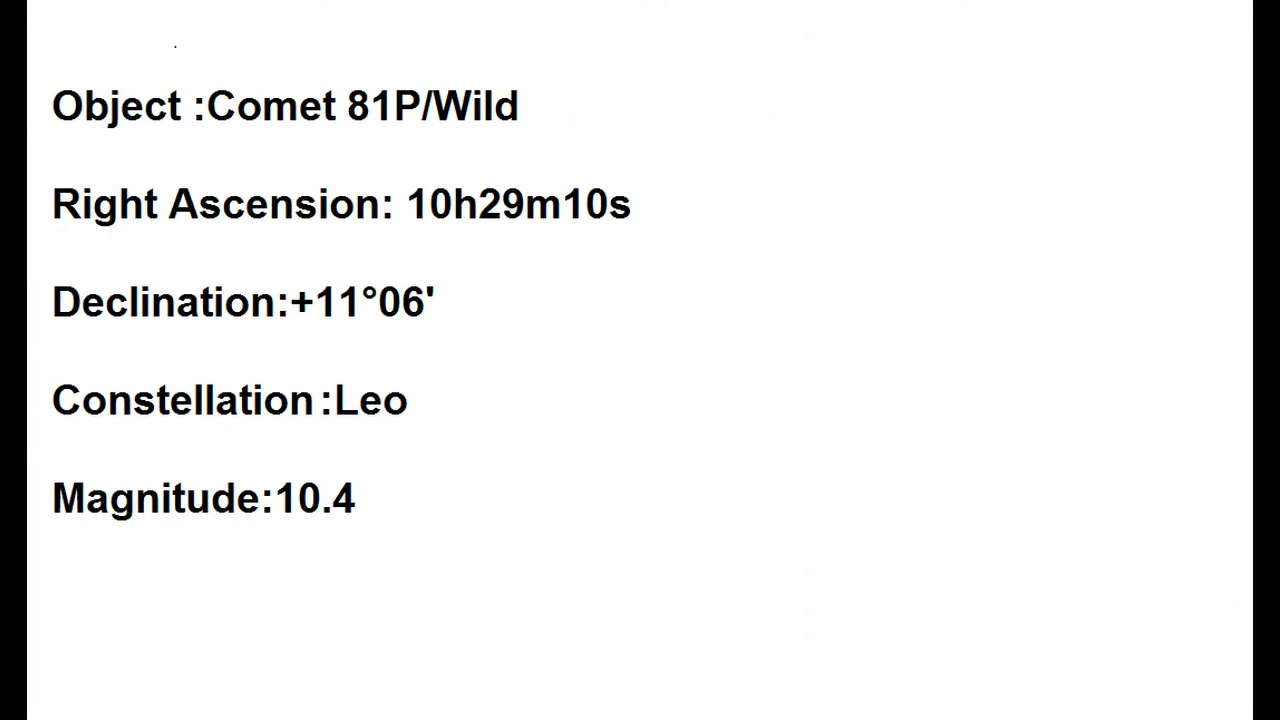 Object :Comet 81P/Wild
Right Ascension: 10h29m10s
Declination:+11°06'
Constellation:Leo
Magnitude:10.4